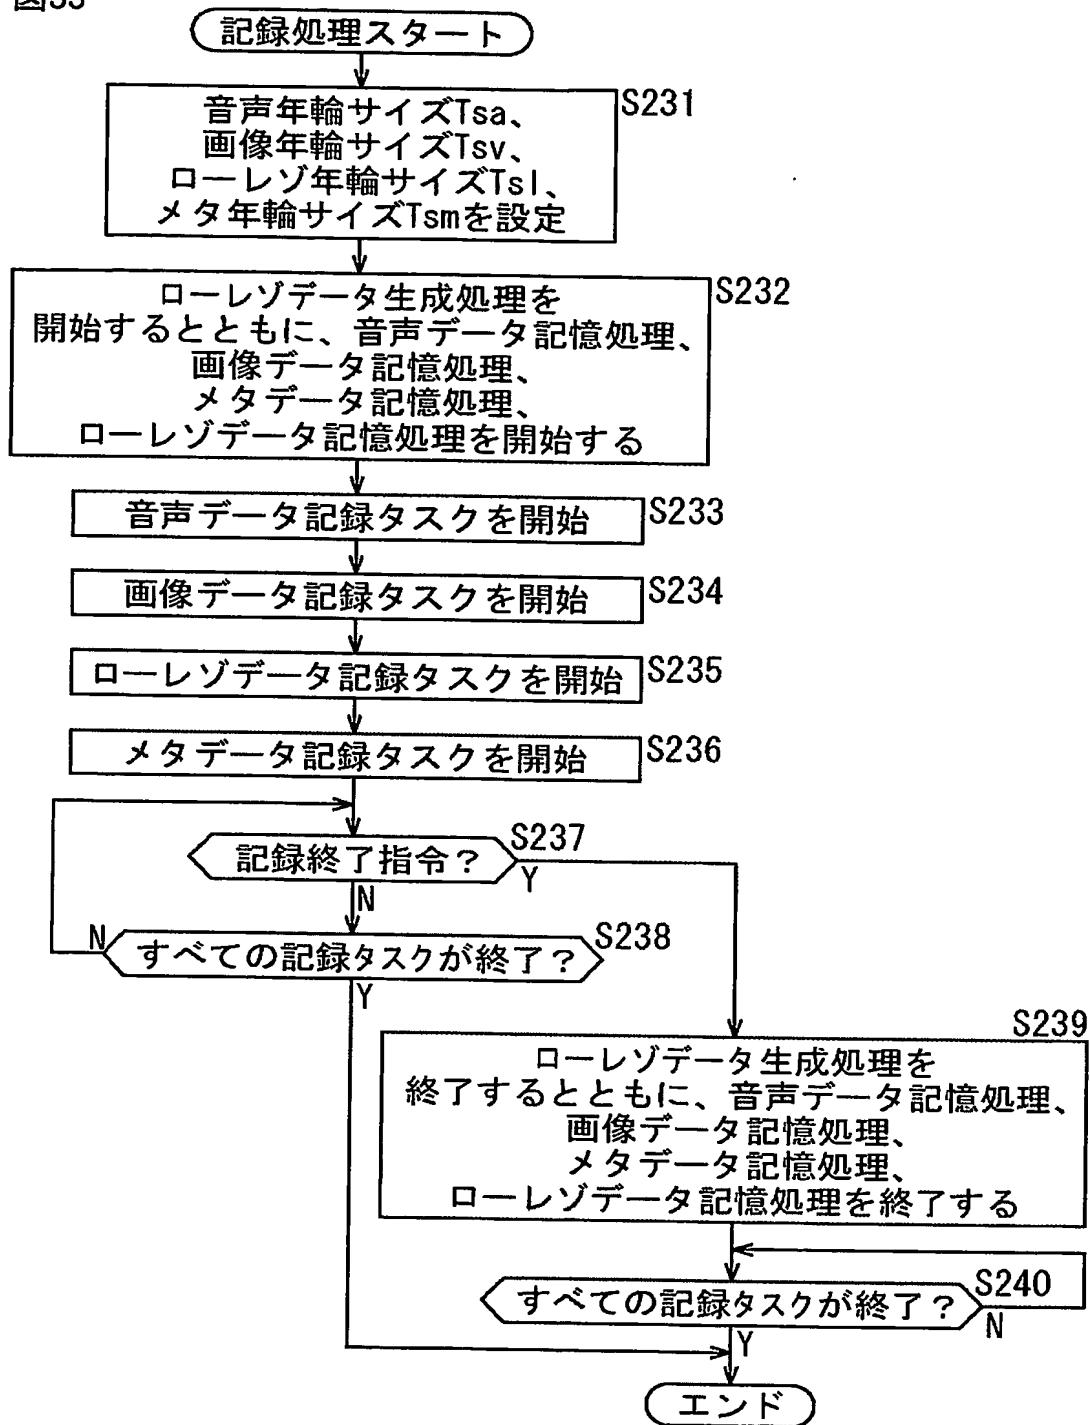 図33
記録処理スタート
音声年輪サイズTsa、
画像年輪サイズTsv、
ローレゾ年輪サイズTsl、
メタ年輪サイズTsmを設定
S231
ローレゾデータ生成処理を
開始するとともに、音声データ記憶処理、
画像データ記憶処理、
メタデータ記憶処理、
ローレゾデータ記憶処理を開始する
S232
音声データ記録タスクを開始
S233
画像データ記録タスクを開始
S234
ローレゾデータ記録タスクを開始
S235
メタデータ記録タスクを開始
S236
記録終了指令?
S237
Y
N
すべての記録タスクが終了?
S238
N
Y
S239
ローレゾデータ生成処理を
終了するとともに、音声データ記憶処理、
画像データ記憶処理、
メタデータ記憶処理、
ローレゾデータ記憶処理を終了する
すべての記録タスクが終了?
S240
N
Y
エンド